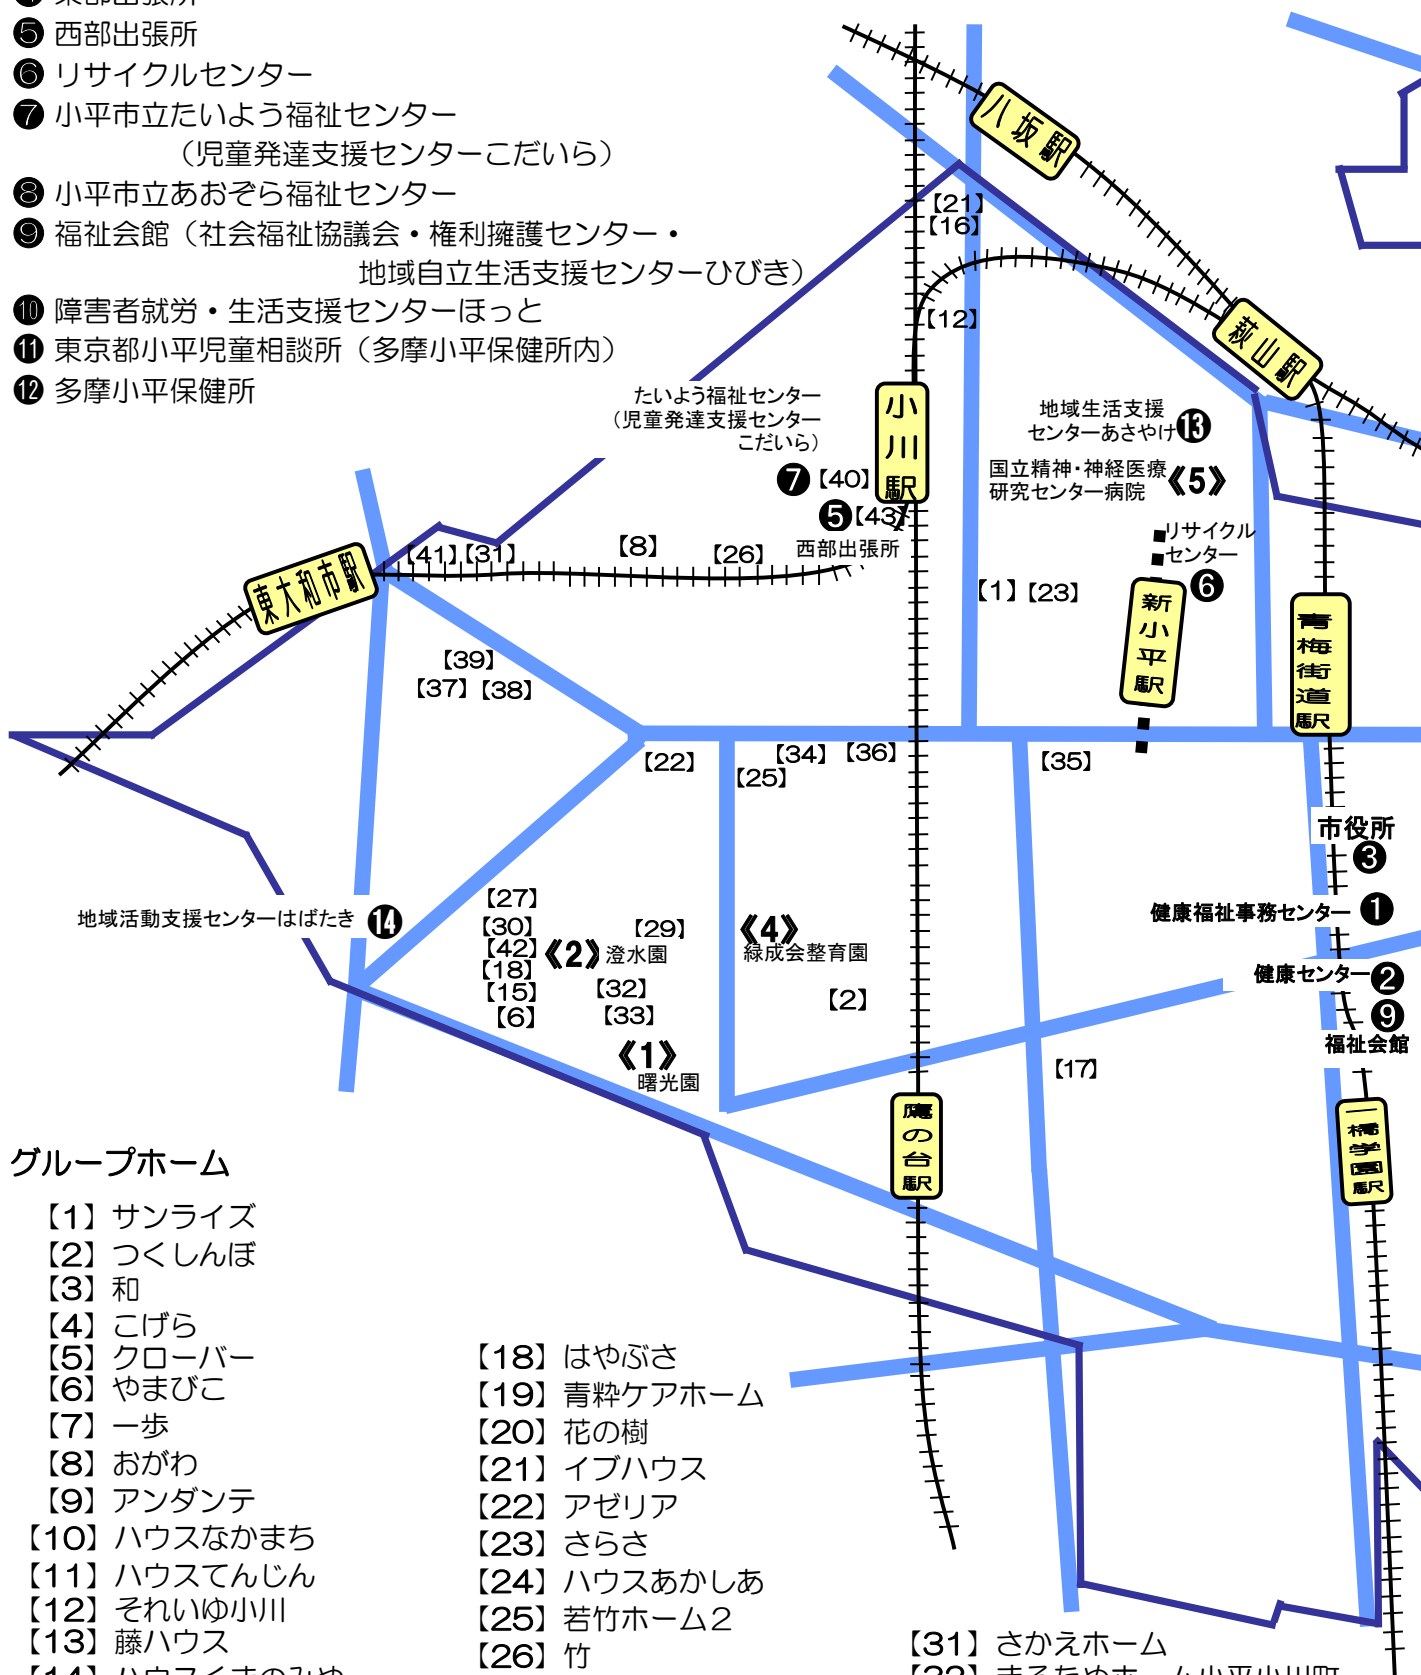 ❹ 東部出張所
❺ 西部出張所
❻ リサイクルセンター
❼ 小平市立たいよう福祉センター
（児童発達支援センターこだいら）
❽ 小平市立あおぞら福祉センター
❾ 福祉会館（社会福祉協議会・権利擁護センター・
地域自立生活支援センターひびき）
❿ 障害者就労・生活支援センターほっと
⓫ 東京都小平児童相談所（多摩小平保健所内）
⓬ 多摩小平保健所
八坂駅
【21】
【16】
【12】
萩山駅
たいよう福祉センター
（児童発達支援センター
こだいら）
❼【40】
小川駅
❺【43】
西部出張所
地域生活支援
センターあさやけ⓭
国立精神・神経医療
研究センター病院
《5》
リサイクル
センター
❻
新小平駅
青梅街道駅
東大和市駅
【41】【31】
【8】
【26】
【1】【23】
【39】
【37】【38】
【22】
【25】
【34】【36】
【35】
市役所
❸
健康福祉事務センター ❶
健康センター ❷
❾
福祉会館
地域活動支援センターはばたき ⓮
【27】
【30】
【42】
【18】
【15】
【6】
《2》澄水園
【29】
【32】
【33】
《1》
曙光園
《4》
緑成会整育園
【2】
【17】
鷹の台駅
一橋学園駅
グループホーム
【1】サンライズ
【2】つくしんぼ
【3】和
【4】こげら
【5】クローバー
【6】やまびこ
【7】一歩
【8】おがわ
【9】アンダンテ
【10】ハウスなかまち
【11】ハウスてんじん
【12】それいゆ小川
【13】藤ハウス
【14】ハウスくすのみゆ
【18】はやぶさ
【19】青粋ケアホーム
【20】花の樹
【21】イブハウス
【22】アゼリア
【23】さらさ
【24】ハウスあかしあ
【25】若竹ホーム２
【26】竹
【31】さかえホーム